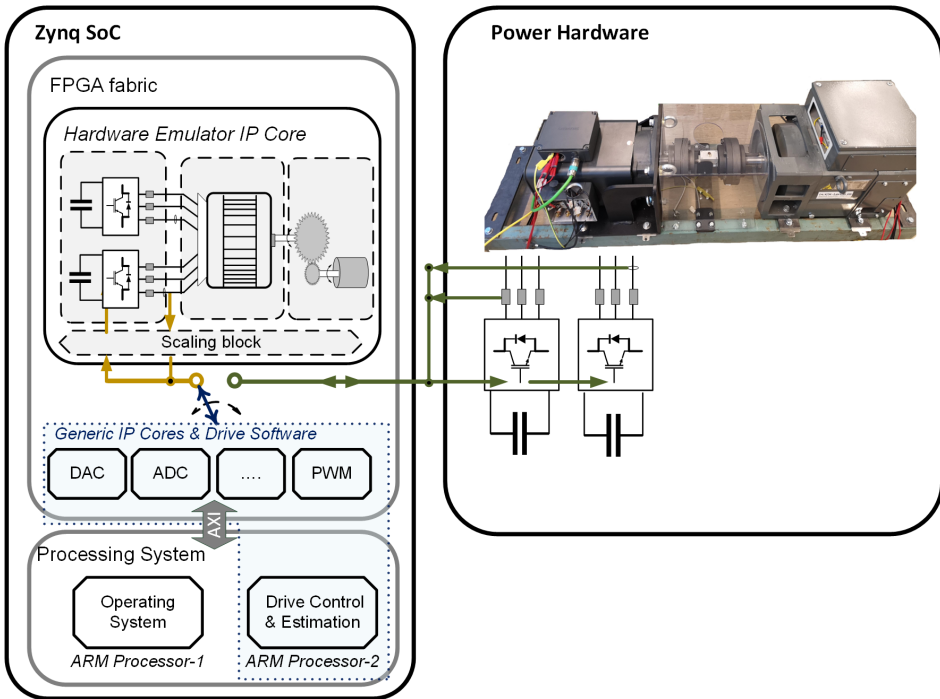 Zynq SoC
Power Hardware
FPGA fabric
Hardware Emulator IP Core
Scaling block
Generic IP Cores & Drive Software
DAC
ADC
....
PWM
AXI
Processing System
Operating
System
Drive Control
& Estimation
ARM Processor-1
ARM Processor-2